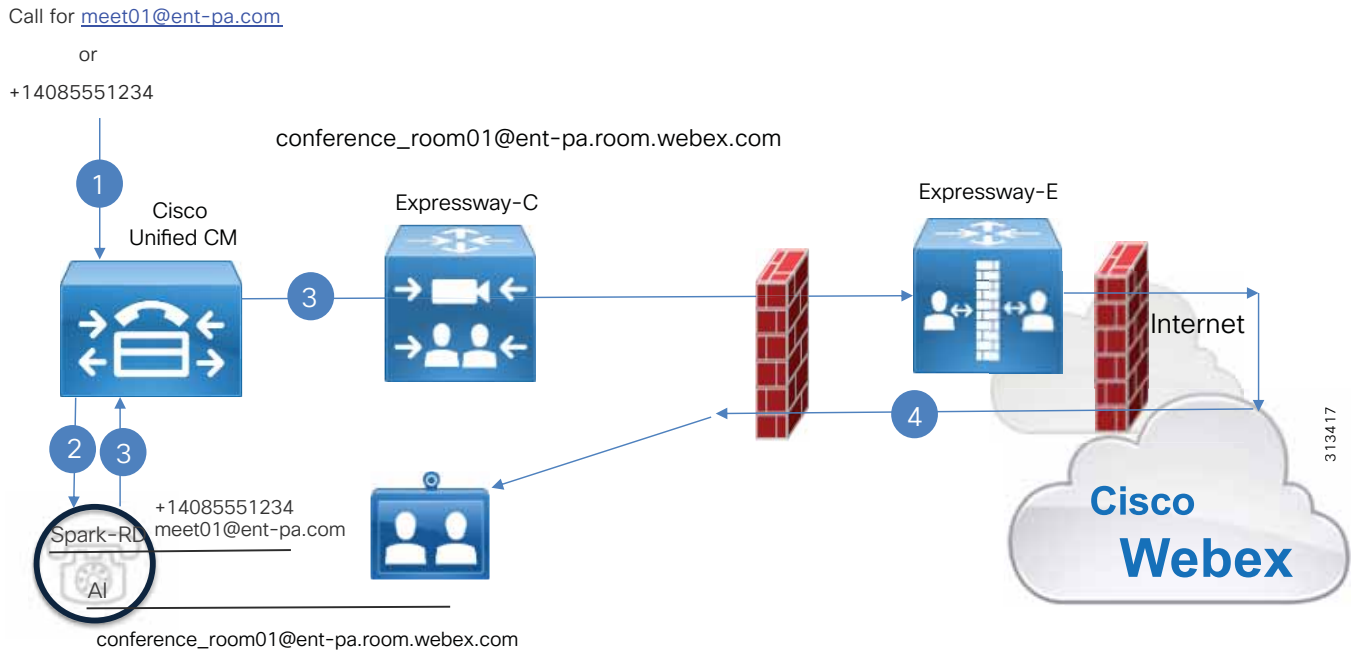 Call for meet01@ent-pa.com
or
+14085551234
conference_room01@ent-pa.room.webex.com
1
Cisco
Unified CM
Expressway-C
Expressway-E
3
Internet
4
2
3
313417
+14085551234
meet01@ent-pa.com
Spark-RD
AI
Cisco
Webex
conference_room01@ent-pa.room.webex.com